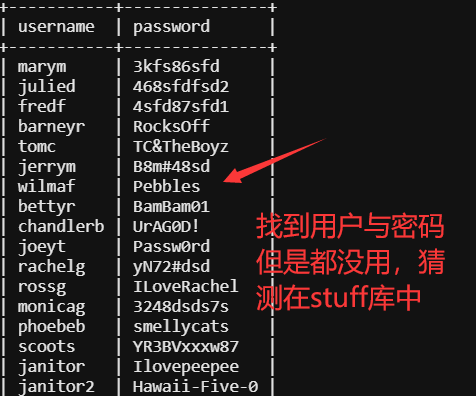 username | password
marym | 3kfs86sfd
julied | 468sfdfsd2
fredf | 4sfd87sfd1
barneyr | RocksOff
tomc | TC&TheBoyz
jerrym | B8m#48sd
wilmaf | Pebbles
bettyr | BamBam01
chandlerb | UrAG0D!
joeyt | Passw0rd
rachelg | yN72#dsd
rossg | ILoveRachel
monicag | 3248dsds7s
phoebeb | smellycats
scoots | YR3BVxxxw87
janitor | Ilovepeepee
janitor2 | Hawaii-Five-0
找到用户与密码
但是都没用，猜
测在stuff库中